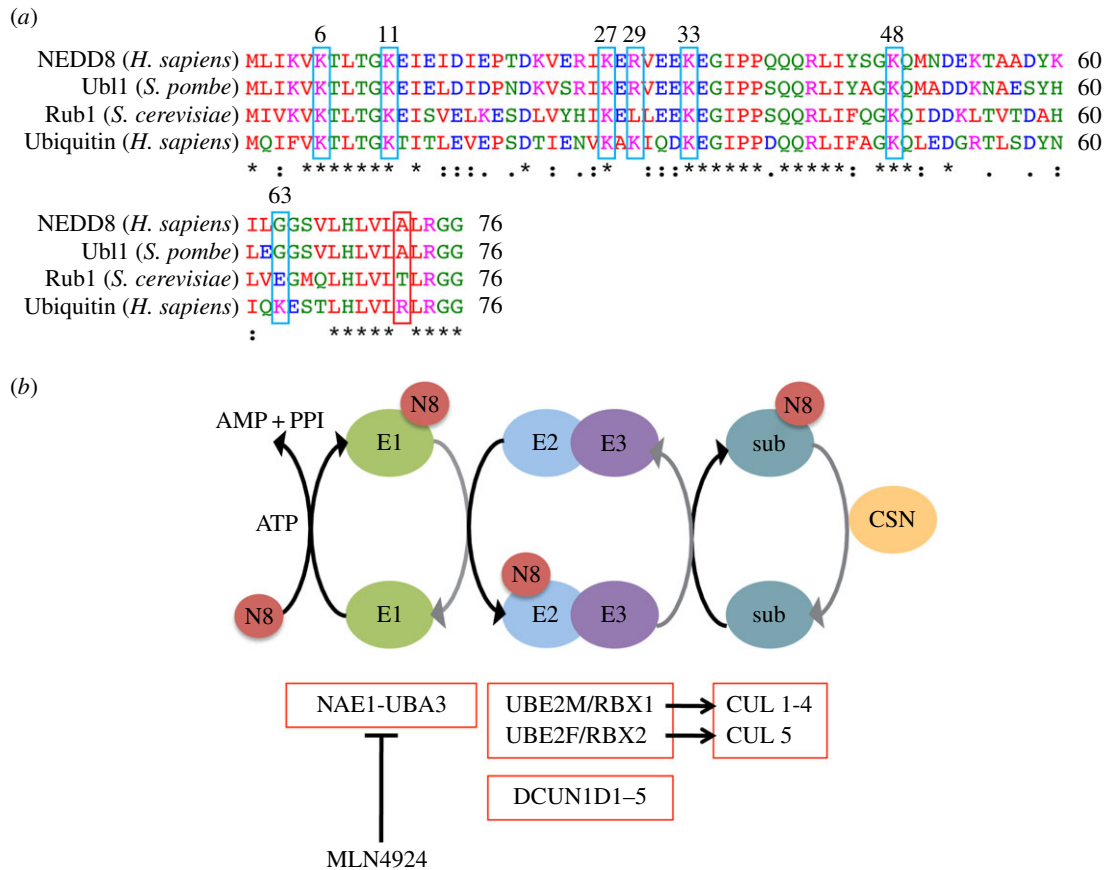 (a)
6 11 27 29 33 48
NEDD8 (H. sapiens) MLIKVKTLTGKEIEIDIEPTDKVERIKERVEEKEGIPPQQQRLIYSGKQMNDEKTAADYK 60
Ubl1 (S. pombe) MLIKVKTLTGKEIELDIDPNDKVSRIKERVEEKEGIPPSQQRLIYAGKQMADDKNAESYH 60
Rub1 (S. cerevisiae) MIVKVKTLTGKEISVELKESDLVYHIKELLEEKEGIPPSQQRLIFQGKQIDDKLTVTDAH 60
Ubiquitin (H. sapiens) MQIFVKTLTGKTITLEVEPSDTIENVKAKIQDKEGIPPDQQRLIFAGKQLEDGRTLSDYN 60
* : ******* * :::. .* : .:*  :::****** *****: ***: *  .  . :
63
NEDD8 (H. sapiens) ILGGSVLHLVLALRGG 76
Ubl1 (S. pombe) LEGGSVLHLVLALRGG 76
Rub1 (S. cerevisiae) LVEGMQLHLVLTLRGG 76
Ubiquitin (H. sapiens) IQKESTLHLVLRLRGG 76
:     ***** ****
(b)
N8 N8
AMP + PPI E1 E2 E3 sub
ATP CSN
N8
N8 E1 E2 E3 sub
NAE1-UBA3 UBE2M/RBX1 CUL 1-4
UBE2F/RBX2 CUL 5
DCUN1D1–5
MLN4924